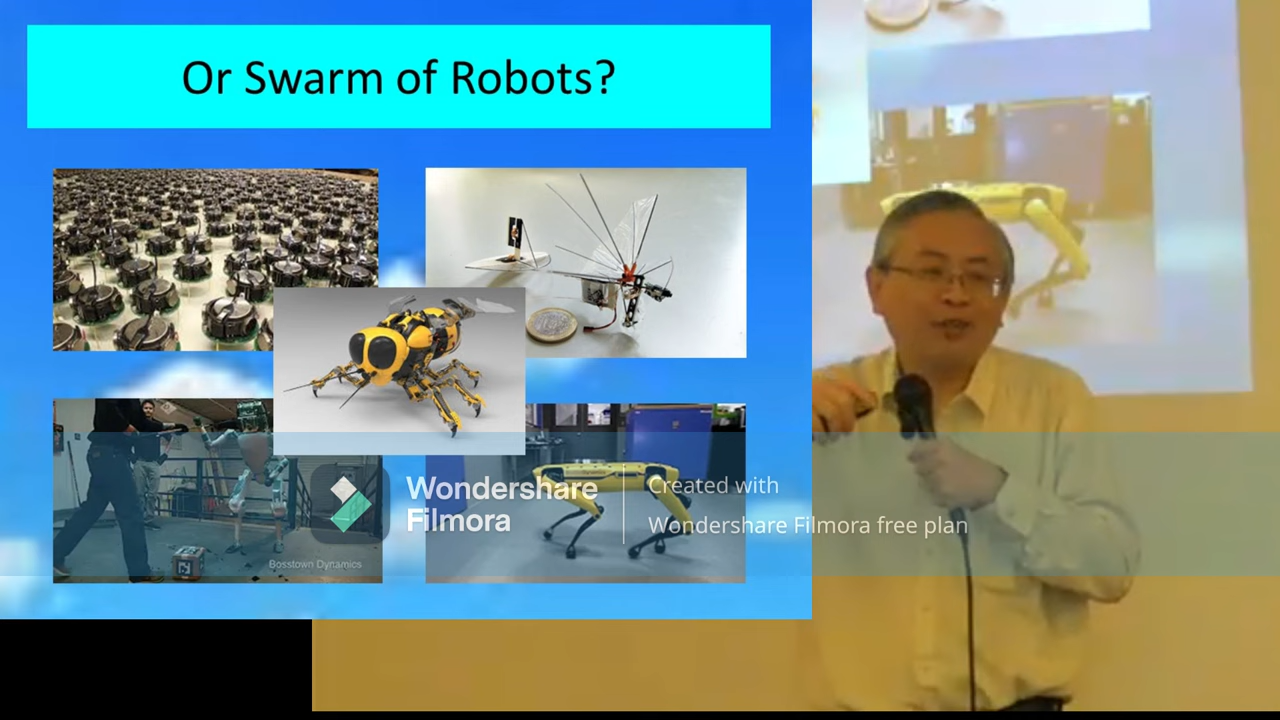 Or Swarm of Robots?
Bosstown Dynamics
Wondershare
Filmora
Created with
Wondershare Filmora free plan